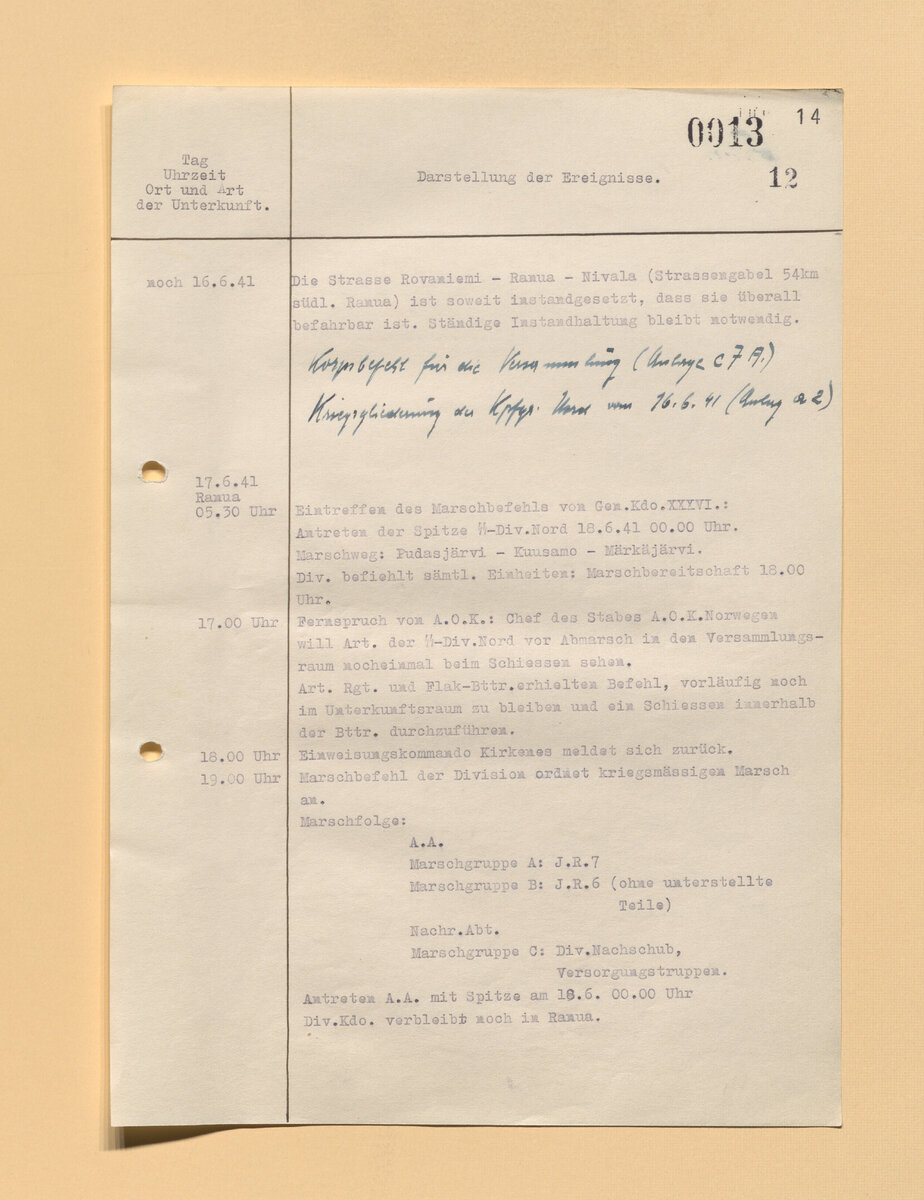 0013
14
12
Tag
Uhrzeit
Ort und Art
der Unterkunft.
Darstellung der Ereignisse.
noch 16.6.41
Die Strasse Rovaniemi - Ranua - Nivala (Strassengabel 54km
südl. Ranua) ist soweit instandgesetzt, dass sie überall
befahrbar ist. Ständige Instandhaltung bleibt notwendig.
Korpsbefehl für die Versammlung (Anlage C 7 A.)
Kriegsgliederung der Kpfgr. Nord vom 16.6.41 (Anlag a 2)
17.6.41
Ranua
05.30 Uhr
Eintreffen des Marschbefehls von Gen.Kdo.XXXVI.:
Antreten der Spitze SS-Div.Nord 18.6.41 00.00 Uhr.
Marschweg: Pudasjärvi - Kuusamo - Märkäjärvi.
Div. befiehlt sämtl. Einheiten: Marschbereitschaft 18.00
Uhr.
17.00 Uhr
Fernspruch von A.O.K.: Chef des Stabes A.O.K.Norwegen
will Art. der SS-Div.Nord vor Abmarsch in den Versammlungs-
raum nocheinmal beim Schiessen sehen.
Art. Rgt. und Flak-Bttr.erhielten Befehl, vorläufig noch
im Unterkunftsraum zu bleiben und ein Schiessen innerhalb
der Bttr. durchzuführen.
18.00 Uhr
Einweisungskommando Kirkenes meldet sich zurück.
19.00 Uhr
Marschbefehl der Division ordnet kriegsmässigen Marsch
an.
Marschfolge:
A.A.
Marschgruppe A: J.R.7
Marschgruppe B: J.R.6 (ohne unterstellte
Teile)
Nachr.Abt.
Marschgruppe C: Div.Nachschub,
Versorgungstruppen.
Antreten A.A. mit Spitze am 18.6. 00.00 Uhr
Div.Kdo. verbleibt noch in Ranua.